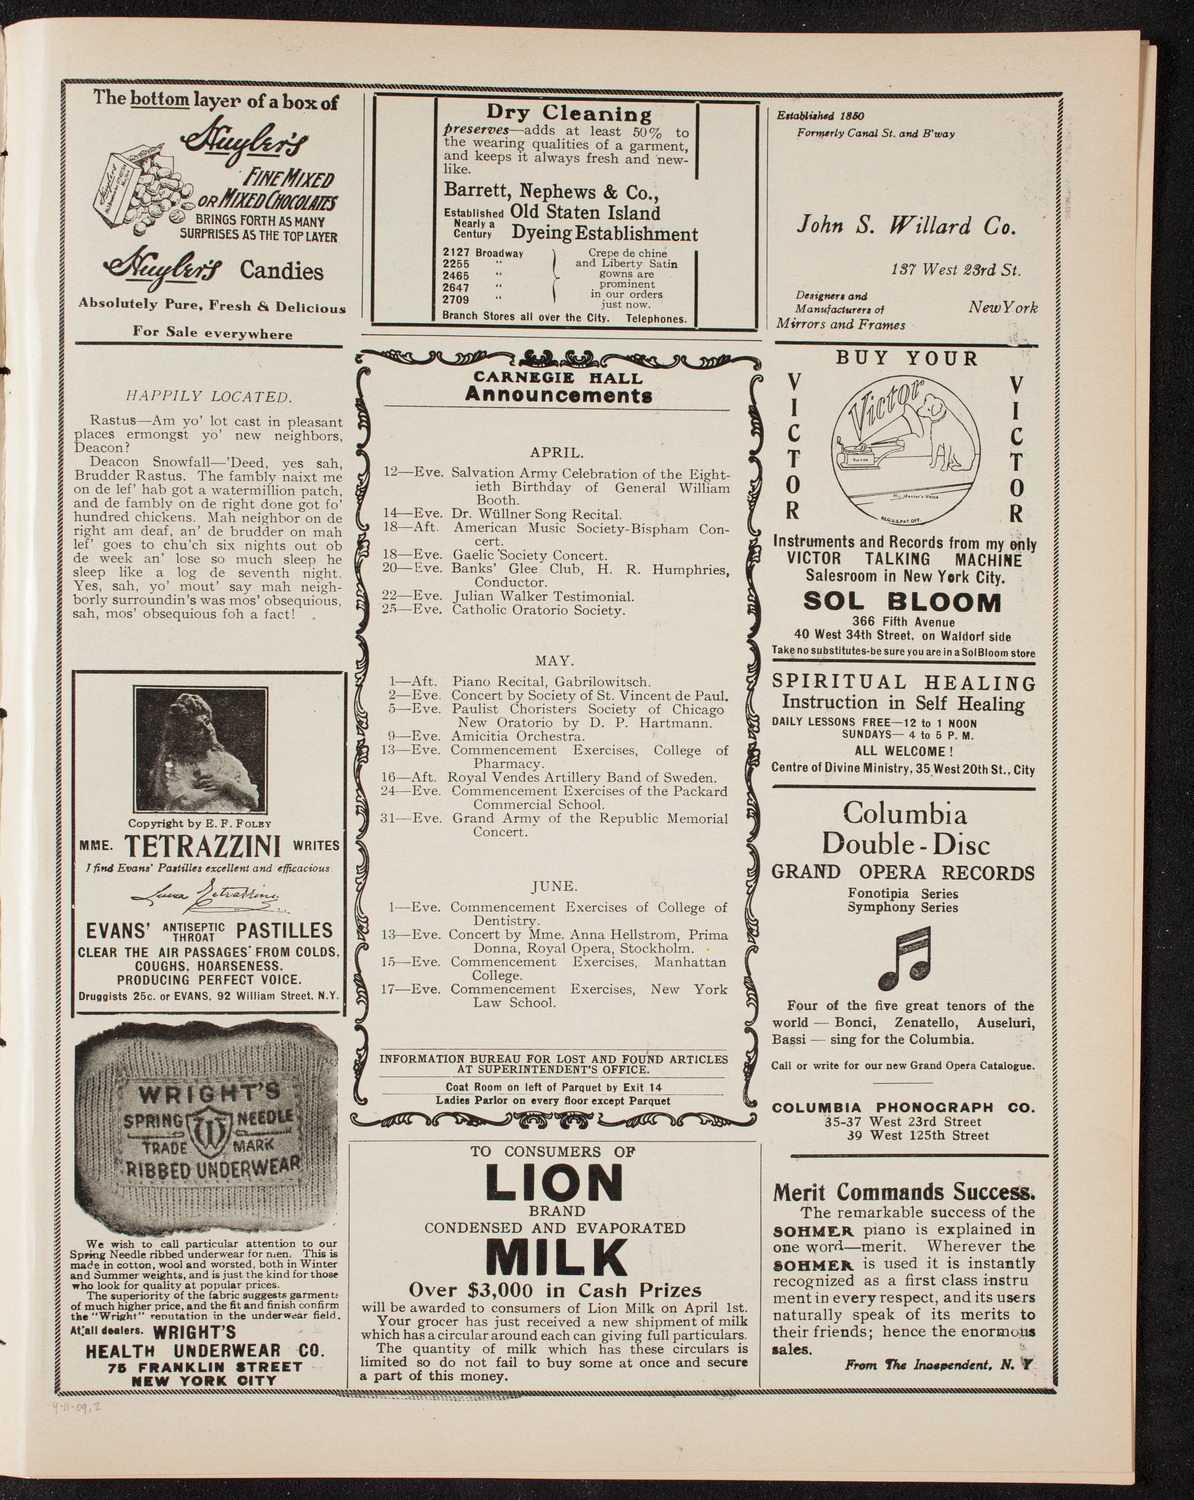 The bottom layer of a box of
Huyler's
FINE MIXED
OR MIXED CHOCOLATES
BRINGS FORTH AS MANY
SURPRISES AS THE TOP LAYER
Huyler's Candies
Absolutely Pure, Fresh & Delicious
For Sale everywhere
HAPPILY LOCATED.
Rastus—Am yo' lot cast in pleasant
places ermongst yo' new neighbors,
Deacon?
Deacon Snowfall—'Deed, yes sah,
Brudder Rastus. The fambly naixt me
on de lef' hab got a watermillion patch,
and de fambly on de right done got fo'
hundred chickens. Mah neighbor on de
right am deaf, an' de brudder on mah
lef' goes to chu'ch six nights out ob
de week an' lose so much sleep he
sleep like a log de seventh night.
Yes, sah, yo' mout' say mah neigh-
borly surroundin's was mos' obsequious,
sah, mos' obsequious foh a fact!
Copyright by E. F. FOLEY
MME. TETRAZZINI WRITES
I find Evans' Pastilles excellent and efficacious
Luisa Tetrazzini
EVANS' ANTISEPTIC THROAT PASTILLES
CLEAR THE AIR PASSAGES FROM COLDS,
COUGHS, HOARSENESS.
PRODUCING PERFECT VOICE.
Druggists 25c. or EVANS, 92 William Street, N.Y.
WRIGHT'S
SPRING W NEEDLE
TRADE MARK
RIBBED UNDERWEAR
We wish to call particular attention to our
Spring Needle ribbed underwear for men. This is
made in cotton, wool and worsted, both in Winter
and Summer weights, and is just the kind for those
who look for quality at popular prices.
The superiority of the fabric suggests garments
of much higher price, and the fit and finish confirm
the "Wright" reputation in the underwear field.
At all dealers. WRIGHT'S
HEALTH UNDERWEAR CO.
75 FRANKLIN STREET
NEW YORK CITY
Dry Cleaning
preserves—adds at least 50% to
the wearing qualities of a garment,
and keeps it always fresh and new-
like.
Barrett, Nephews & Co.,
Established Nearly a Century
Old Staten Island
Dyeing Establishment
2127 Broadway
2255 "
2465 "
2647 "
2709 "
Crepe de chine
and Liberty Satin
gowns are
prominent
in our orders
just now.
Branch Stores all over the City. Telephones.
CARNEGIE HALL
Announcements
APRIL.
12—Eve. Salvation Army Celebration of the Eight-
ieth Birthday of General William
Booth.
14—Eve. Dr. Wüllner Song Recital.
18—Aft. American Music Society-Bispham Con-
cert.
18—Eve. Gaelic Society Concert.
20—Eve. Banks' Glee Club, H. R. Humphries,
Conductor.
22—Eve. Julian Walker Testimonial.
25—Eve. Catholic Oratorio Society.
MAY.
1—Aft. Piano Recital, Gabrilowitsch.
2—Eve. Concert by Society of St. Vincent de Paul.
5—Eve. Paulist Choristers Society of Chicago
New Oratorio by D. P. Hartmann.
9—Eve. Amicitia Orchestra.
13—Eve. Commencement Exercises, College of
Pharmacy.
16—Aft. Royal Vendes Artillery Band of Sweden.
24—Eve. Commencement Exercises of the Packard
Commercial School.
31—Eve. Grand Army of the Republic Memorial
Concert.
JUNE.
1—Eve. Commencement Exercises of College of
Dentistry.
13—Eve. Concert by Mme. Anna Hellstrom, Prima
Donna, Royal Opera, Stockholm.
15—Eve. Commencement Exercises, Manhattan
College.
17—Eve. Commencement Exercises, New York
Law School.
INFORMATION BUREAU FOR LOST AND FOUND ARTICLES
AT SUPERINTENDENT'S OFFICE.
Coat Room on left of Parquet by Exit 14
Ladies Parlor on every floor except Parquet
TO CONSUMERS OF
LION
BRAND
CONDENSED AND EVAPORATED
MILK
Over $3,000 in Cash Prizes
will be awarded to consumers of Lion Milk on April 1st.
Your grocer has just received a new shipment of milk
which has a circular around each can giving full particulars.
The quantity of milk which has these circulars is
limited so do not fail to buy some at once and secure
a part of this money.
Established 1850
Formerly Canal St. and B'way
John S. Willard Co.
137 West 23rd St.
Designers and
Manufacturers of
Mirrors and Frames
New York
BUY YOUR
VICTOR
VICTOR
Victor
VICTOR
His Master's Voice
REG.U.S.PAT.OFF.
Instruments and Records from my only
VICTOR TALKING MACHINE
Salesroom in New York City.
SOL BLOOM
366 Fifth Avenue
40 West 34th Street, on Waldorf side
Take no substitutes-be sure you are in a Sol Bloom store
SPIRITUAL HEALING
Instruction in Self Healing
DAILY LESSONS FREE—12 to 1 NOON
SUNDAYS—4 to 5 P. M.
ALL WELCOME!
Centre of Divine Ministry, 35 West 20th St., City
Columbia
Double-Disc
GRAND OPERA RECORDS
Fonotipia Series
Symphony Series
Four of the five great tenors of the
world — Bonci, Zenatello, Auseluri,
Bassi — sing for the Columbia.
Call or write for our new Grand Opera Catalogue.
COLUMBIA PHONOGRAPH CO.
35-37 West 23rd Street
39 West 125th Street
Merit Commands Success.
The remarkable success of the
SOHMER piano is explained in
one word—merit. Wherever the
SOHMER is used it is instantly
recognized as a first class instru
ment in every respect, and its users
naturally speak of its merits to
their friends; hence the enormous
sales.
From The Independent, N. Y
4-11-09,2